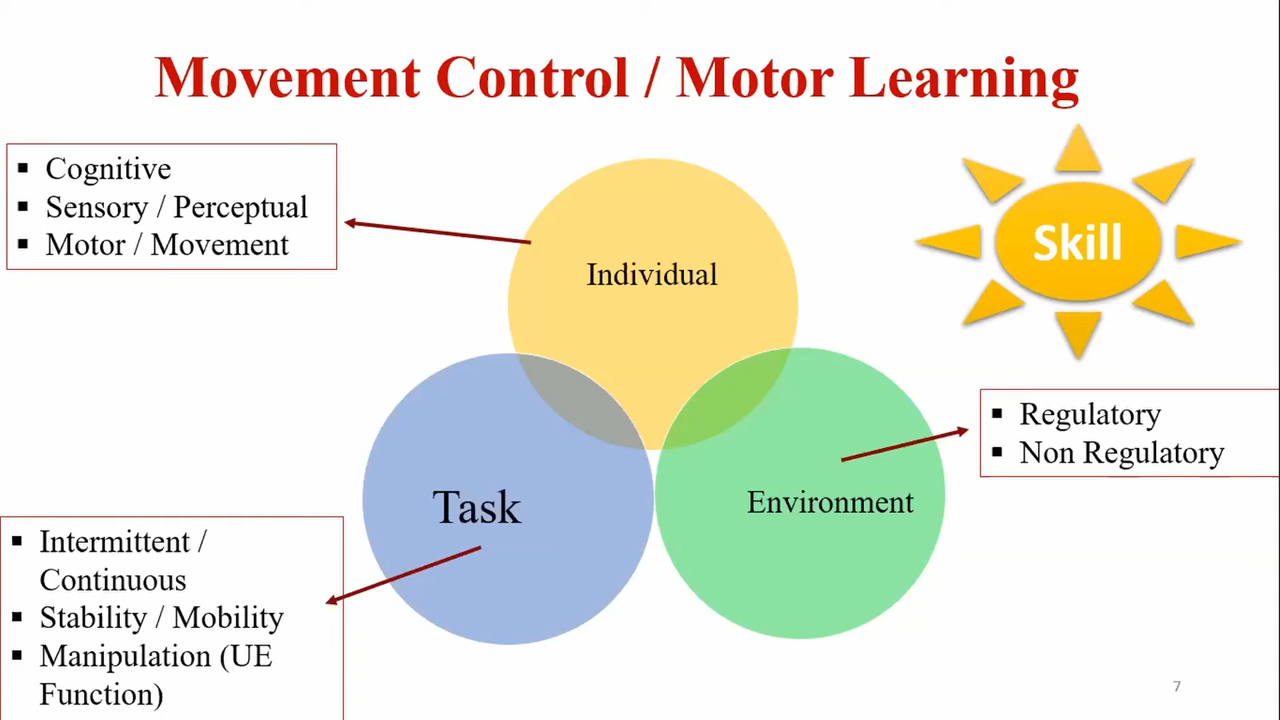 Movement Control / Motor Learning
▪ Cognitive
▪ Sensory / Perceptual
▪ Motor / Movement
Individual
Skill
Task
Environment
▪ Regulatory
▪ Non Regulatory
▪ Intermittent /
Continuous
▪ Stability / Mobility
▪ Manipulation (UE
Function)
7